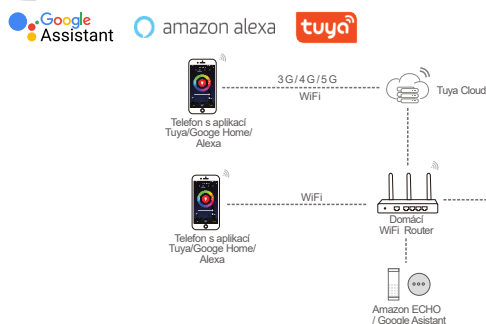 Google Assistant
amazon alexa
tuya
3G/4G/5G
WiFi
Tuya Cloud
Telefon s aplikací
Tuya/Googe Home/
Alexa
WiFi
Telefon s aplikací
Tuya/Googe Home/
Alexa
Domácí
WiFi Router
Amazon ECHO
/ Google Asistant